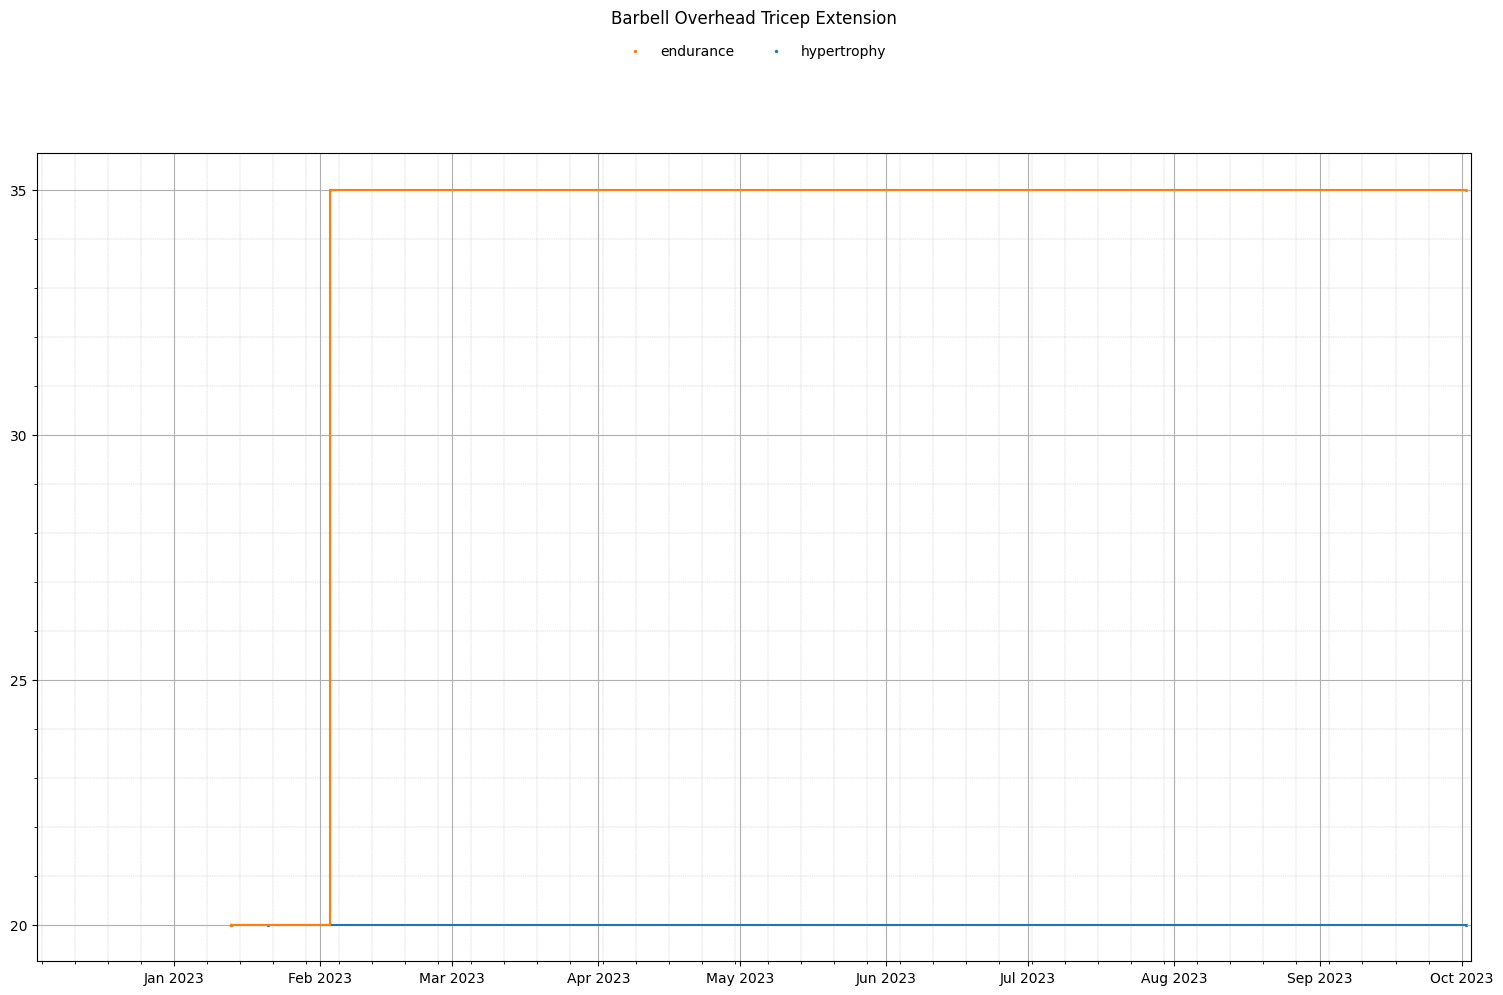 Barbell Overhead Tricep Extension
endurance hypertrophy
35
30
25
20
Jan 2023 Feb 2023 Mar 2023 Apr 2023 May 2023 Jun 2023 Jul 2023 Aug 2023 Sep 2023 Oct 2023